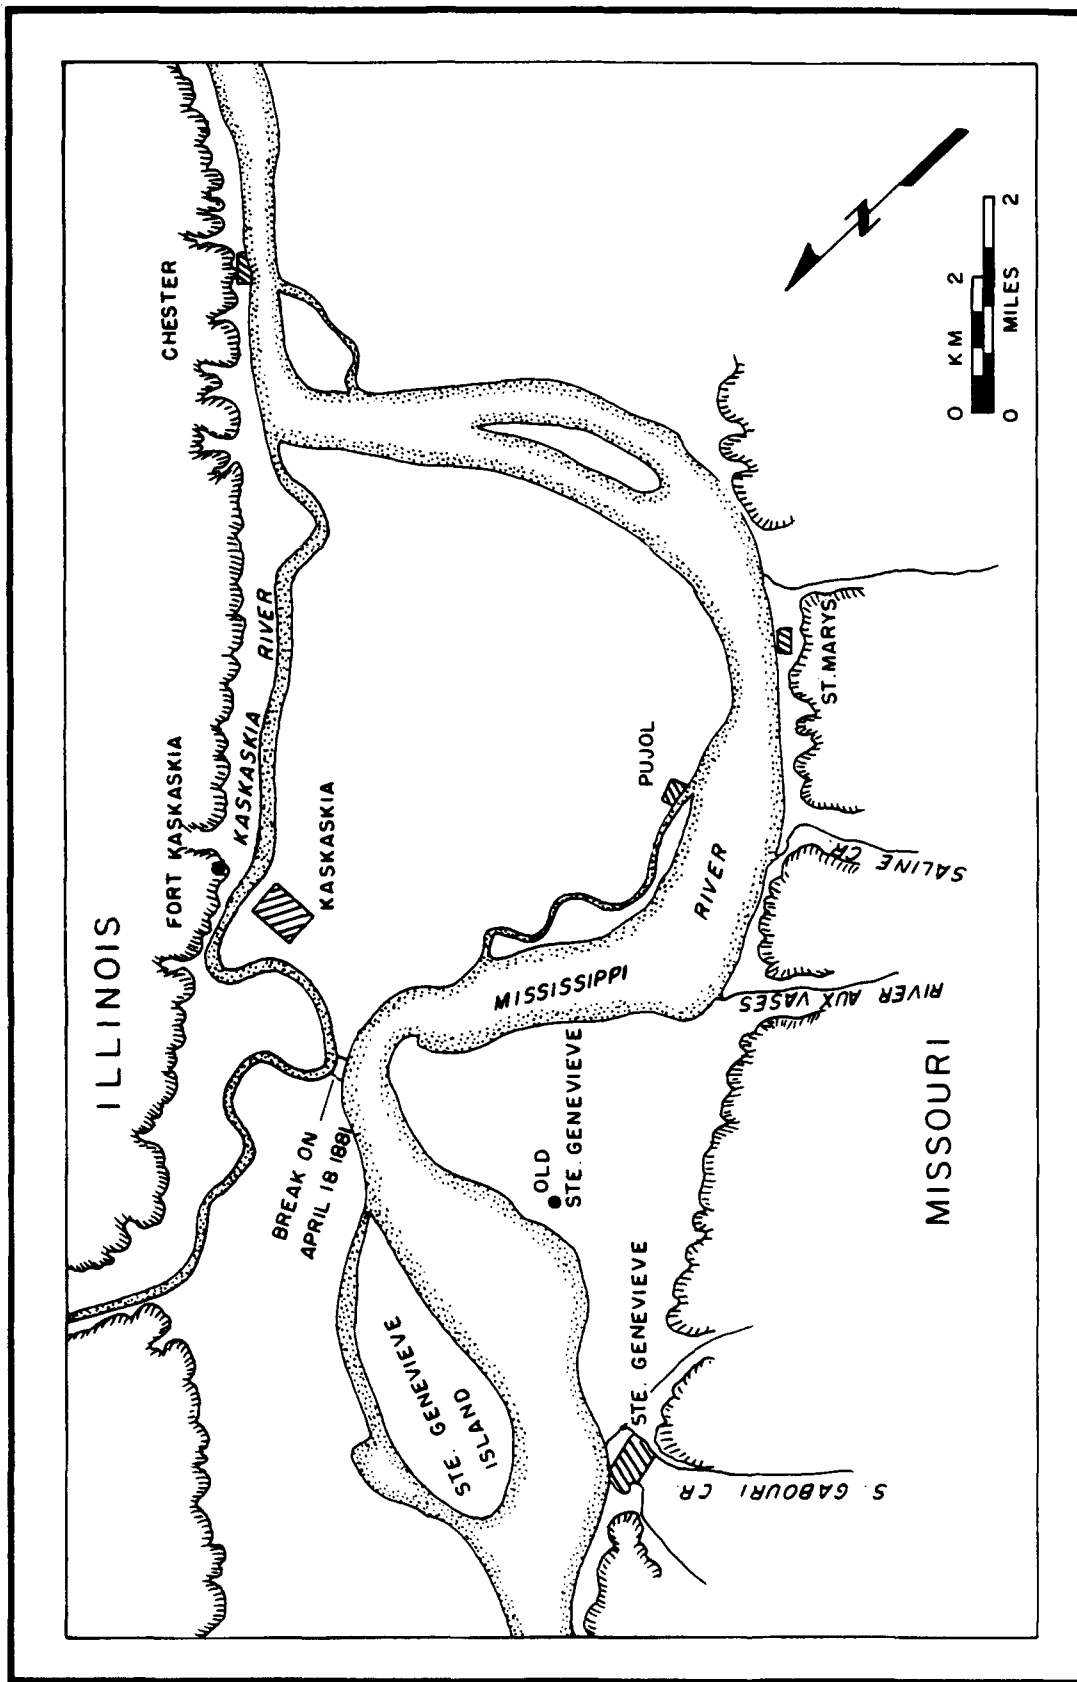 ILLINOIS
CHESTER
FORT KASKASKIA
KASKASKIA
RIVER
KASKASKIA
BREAK ON
APRIL 18 1881
PUJOL
MISSISSIPPI
RIVER
ST. MARYS
SALINE CR.
RIVER AUX VASES
OLD
STE. GENEVIEVE
STE. GENEVIEVE
ISLAND
STE. GENEVIEVE
S. GABOURI CR.
MISSOURI
N
0 KM 2
0 MILES 2